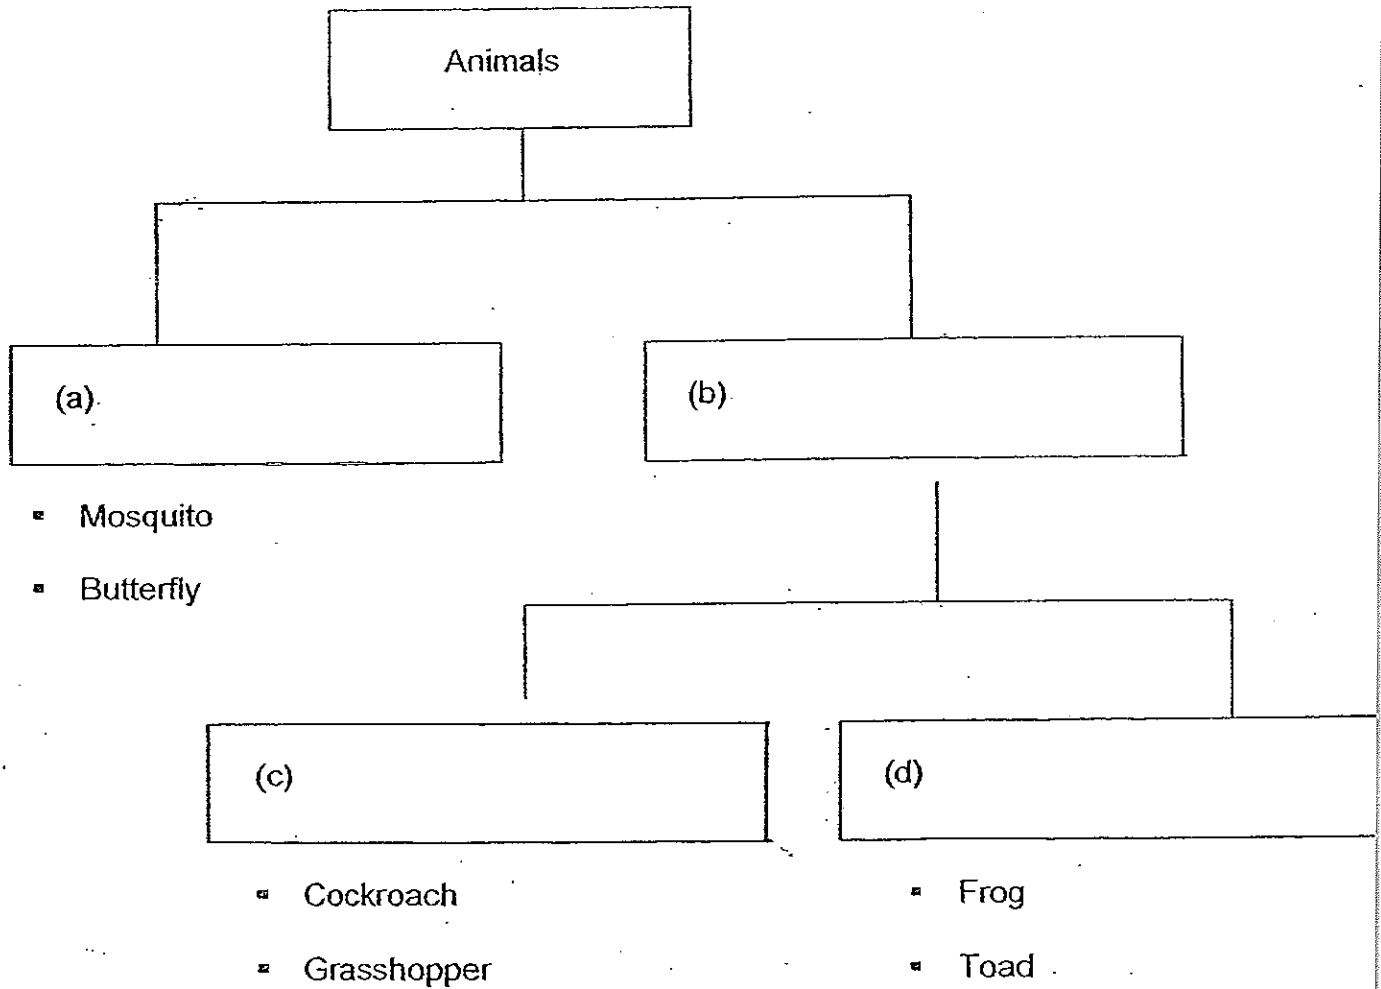 Animals
(a)
(b)
Mosquito
Butterfly
(c)
(d)
Cockroach
Frog
Grasshopper
Toad